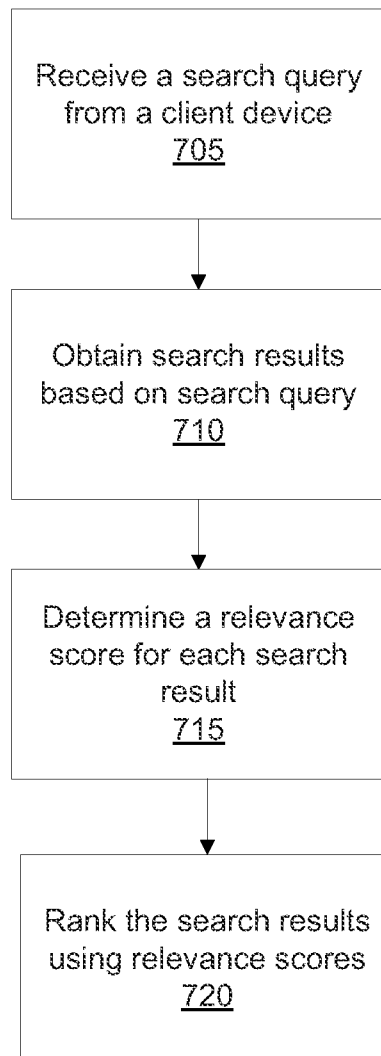 Receive a search query
from a client device
705
Obtain search results
based on search query
710
Determine a relevance
score for each search
result
715
Rank the search results
using relevance scores
720